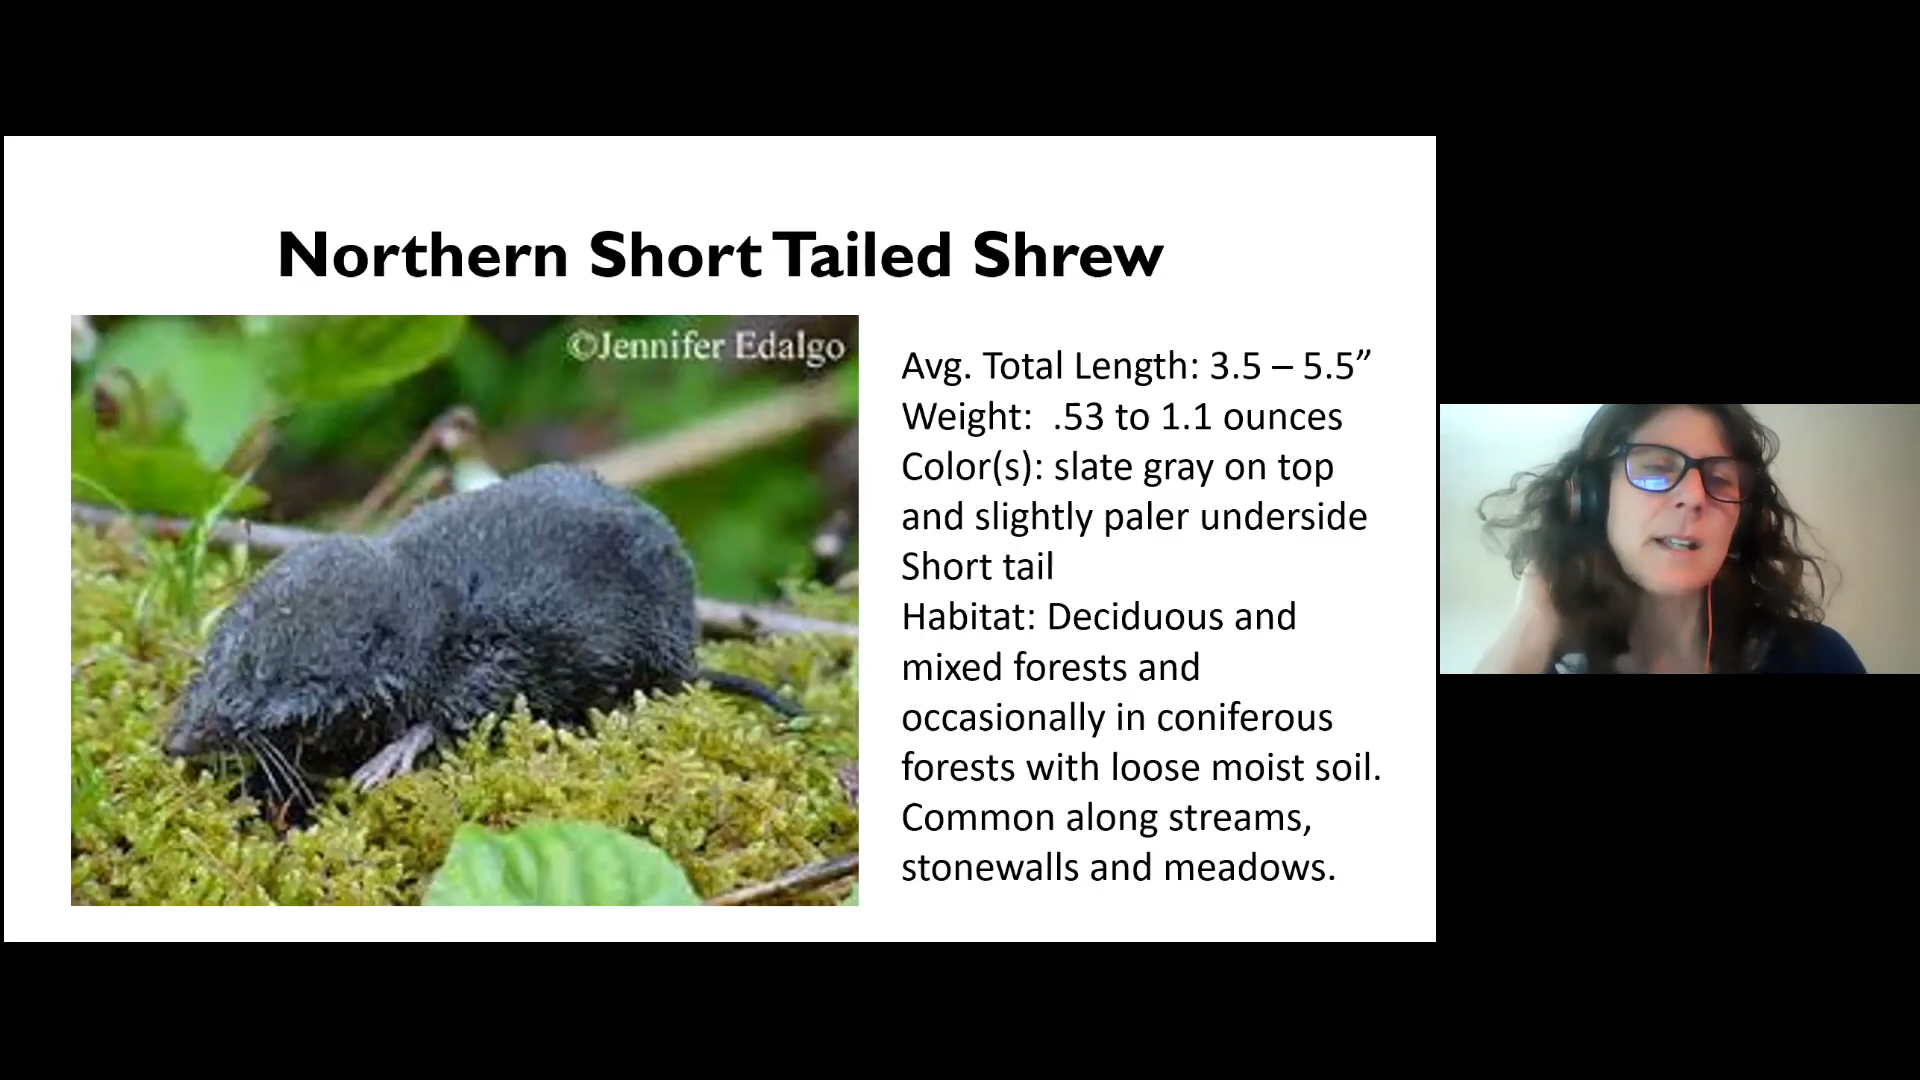 Northern Short Tailed Shrew
©Jennifer Edalgo
Avg. Total Length: 3.5 – 5.5”
Weight:  .53 to 1.1 ounces
Color(s): slate gray on top
and slightly paler underside
Short tail
Habitat: Deciduous and
mixed forests and
occasionally in coniferous
forests with loose moist soil.
Common along streams,
stonewalls and meadows.